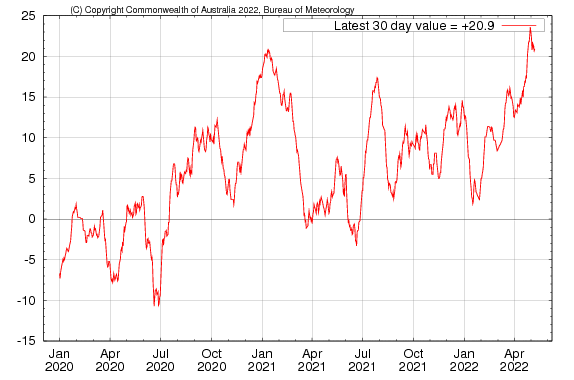 (C) Copyright Commonwealth of Australia 2022, Bureau of Meteorology
Latest 30 day value = +20.9
25
20
15
10
5
0
-5
-10
-15
Jan Apr Jul Oct Jan Apr Jul Oct Jan Apr
2020 2020 2020 2020 2021 2021 2021 2021 2022 2022